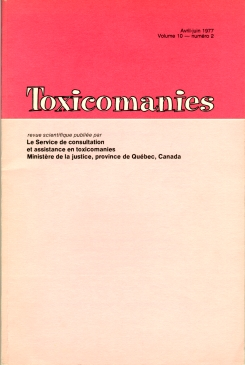 Avril-juin 1977
Volume 10 — numéro 2
Toxicomanies
revue scientifique publiée par
Le Service de consultation
et assistance en toxicomanies
Ministère de la justice, province de Québec, Canada